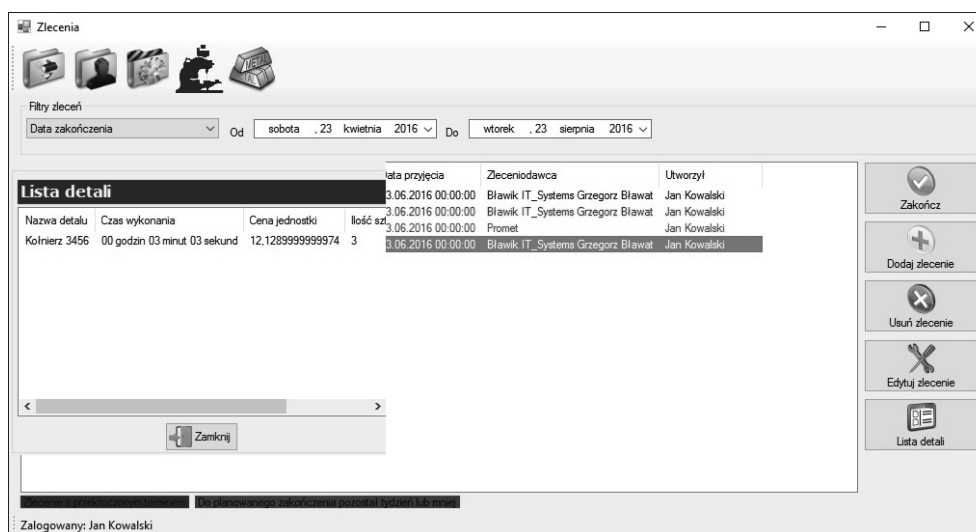 Zlecenia
METAL
Filtry zleceń
Data zakończenia Od sobota , 23 kwietnia 2016 Do wtorek , 23 sierpnia 2016
Lista detali
Nazwa detalu Czas wykonania Cena jednostki Ilość szt
Kołnierz 3456 00 godzin 03 minut 03 sekund 12,1289999999974 3
Zamknij
Data przyjęcia Zleceniodawca Utworzył
3.06.2016 00:00:00 Bławik IT_Systems Grzegorz Bławat Jan Kowalski
3.06.2016 00:00:00 Bławik IT_Systems Grzegorz Bławat Jan Kowalski
3.06.2016 00:00:00 Promet Jan Kowalski
3.06.2016 00:00:00 Bławik IT_Systems Grzegorz Bławat Jan Kowalski
Zakończ
Dodaj zlecenie
Usuń zlecenie
Edytuj zlecenie
Lista detali
Zlecenie z przekroczonym terminem Do planowanego zakończenia pozostał tydzień lub mniej
Zalogowany: Jan Kowalski